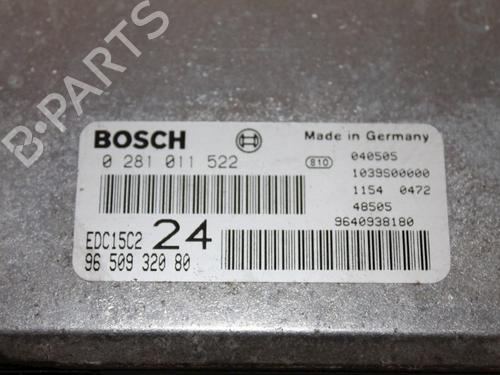 BOSCH
Made in Germany
0 281 011 522
810
040505
1039S00000
1154 0472
48505
9640938180
EDC15C2 24
96 509 320 80
B-PARTS